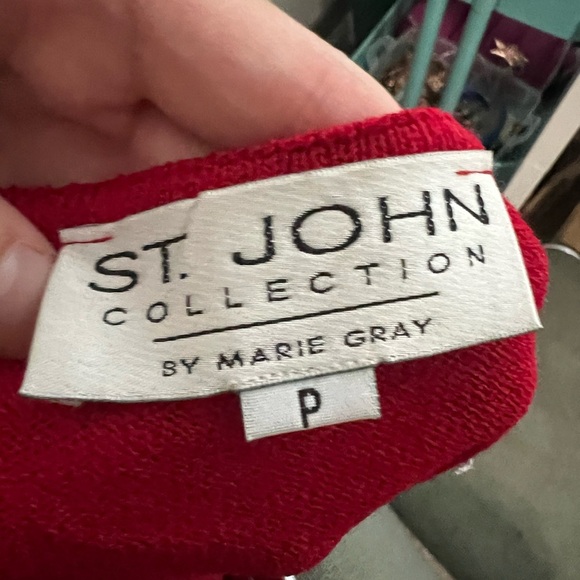 ST. JOHN
COLLECTION
BY MARIE GRAY
P